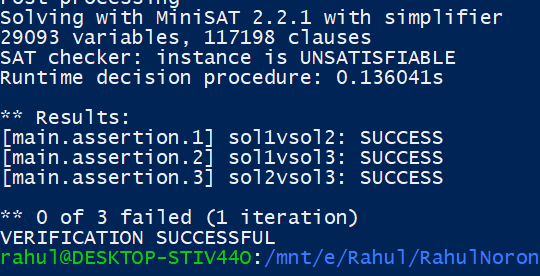 Post processing
Solving with MiniSAT 2.2.1 with simplifier
29093 variables, 117198 clauses
SAT checker: instance is UNSATISFIABLE
Runtime decision procedure: 0.136041s

** Results:
[main.assertion.1] sol1vsol2: SUCCESS
[main.assertion.2] sol1vsol3: SUCCESS
[main.assertion.3] sol2vsol3: SUCCESS

** 0 of 3 failed (1 iteration)
VERIFICATION SUCCESSFUL
rahul@DESKTOP-STIV44O:/mnt/e/Rahul/RahulNoron